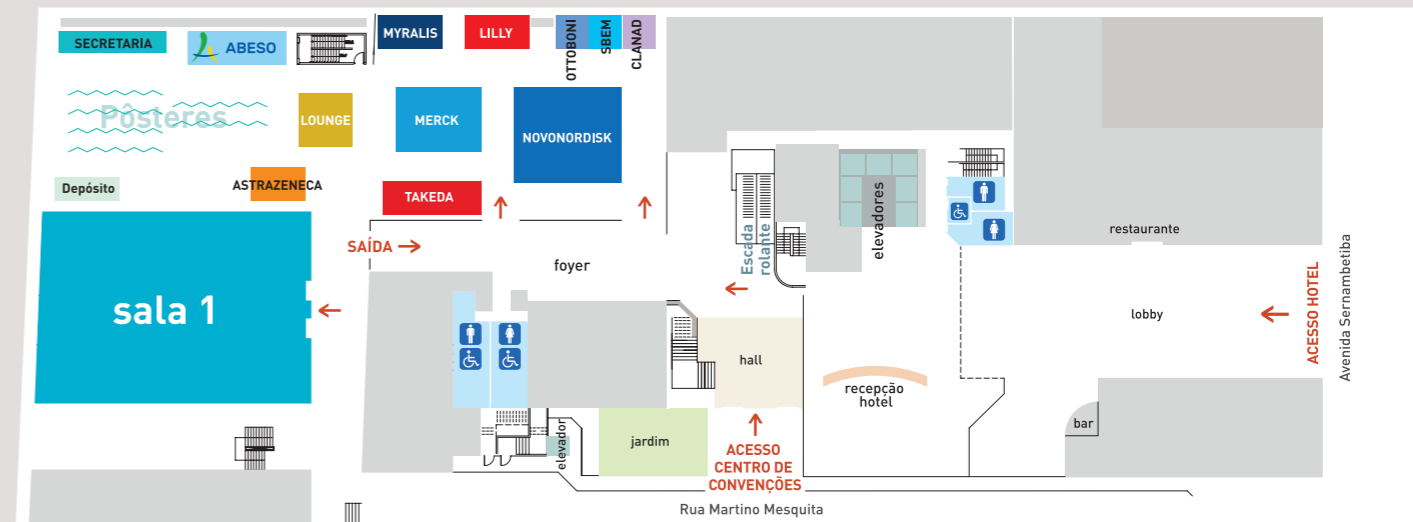 SECRETARIA
ABESO
MYRALIS
LILLY
OTTOBONI
SBEM
CLANAD
Pôsteres
LOUNGE
MERCK
NOVONORDISK
Depósito
ASTRAZENECA
TAKEDA
SAÍDA
foyer
Escada
rolante
elevadores
restaurante
sala 1
hall
lobby
ACESSO HOTEL
Avenida Sernambetiba
recepção
hotel
bar
elevador
jardim
ACESSO
CENTRO DE
CONVENÇÕES
Rua Martino Mesquita